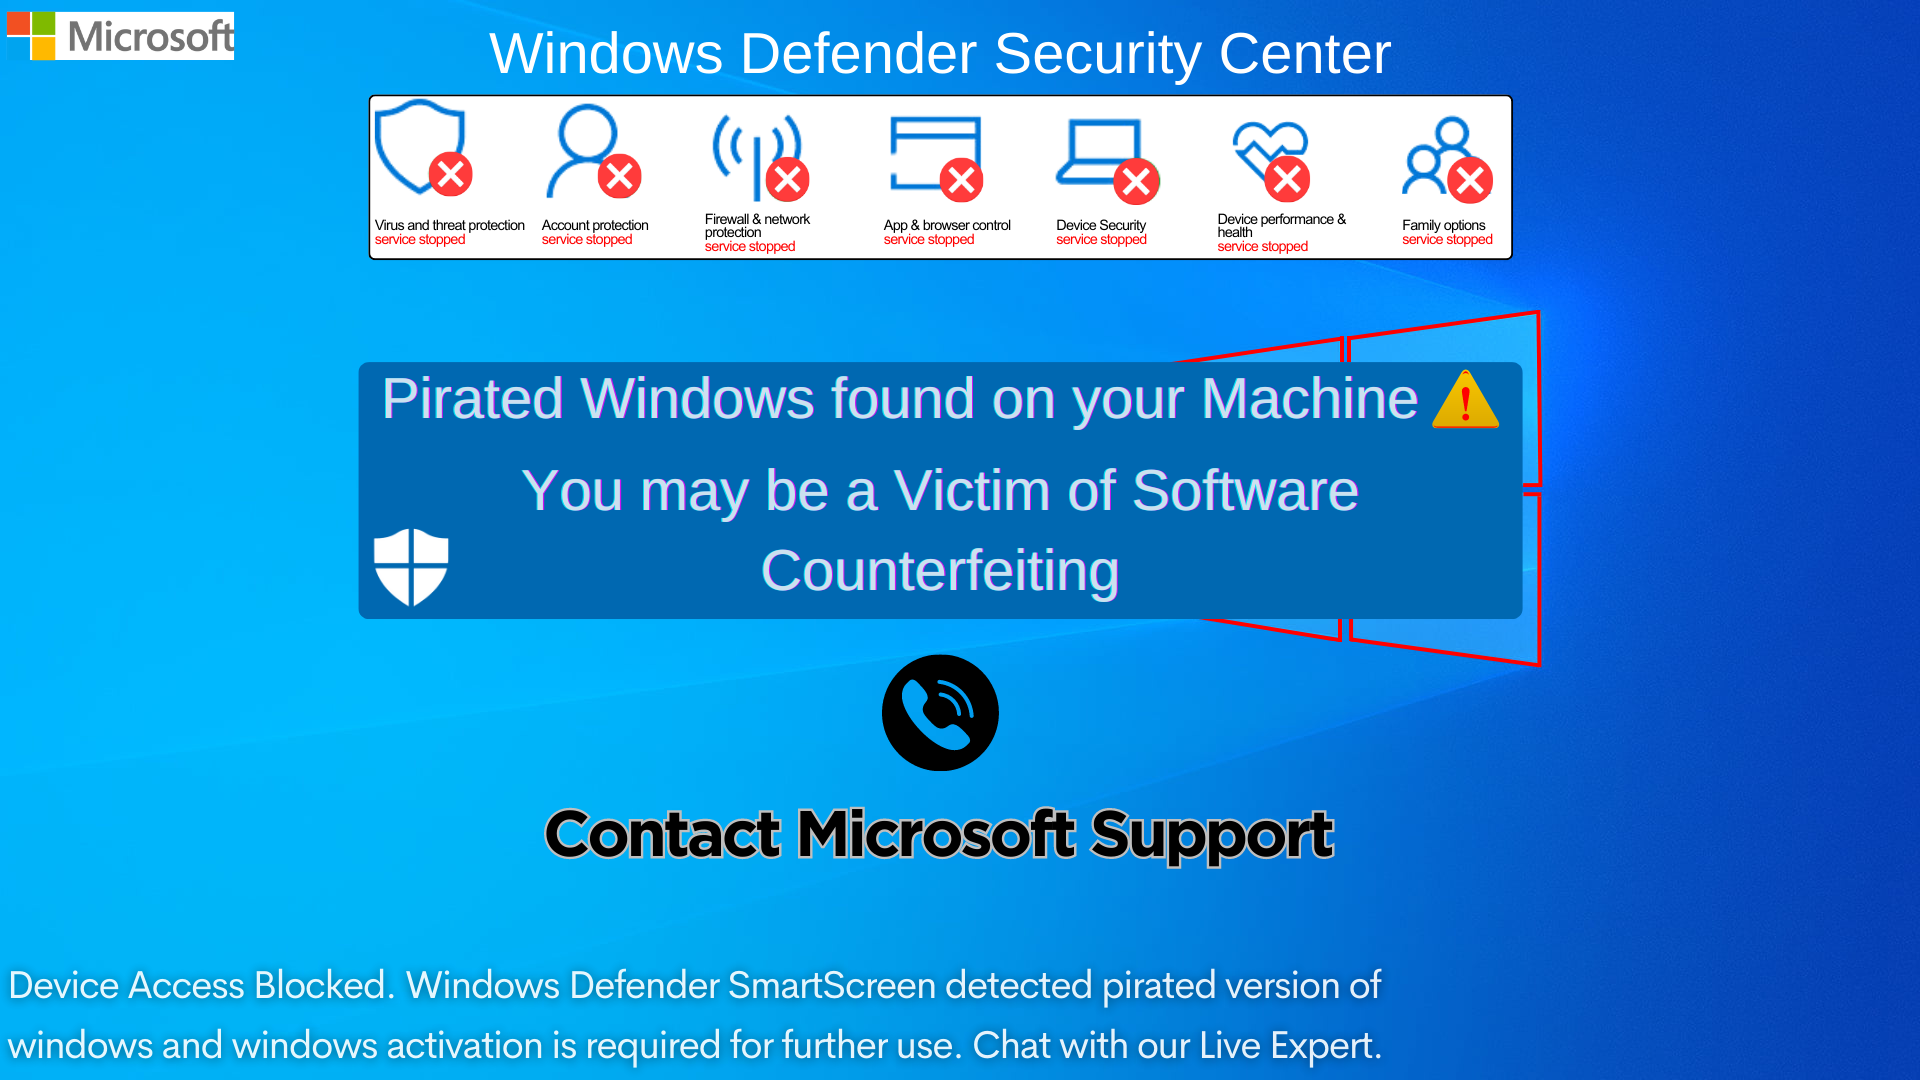 Microsoft
Windows Defender Security Center
Virus and threat protection
service stopped
Account protection
service stopped
Firewall & network
protection
service stopped
App & browser control
service stopped
Device Security
service stopped
Device performance &
health
service stopped
Family options
service stopped
Pirated Windows found on your Machine
You may be a Victim of Software
Counterfeiting
Contact Microsoft Support
Device Access Blocked. Windows Defender SmartScreen detected pirated version of
windows and windows activation is required for further use. Chat with our Live Expert.